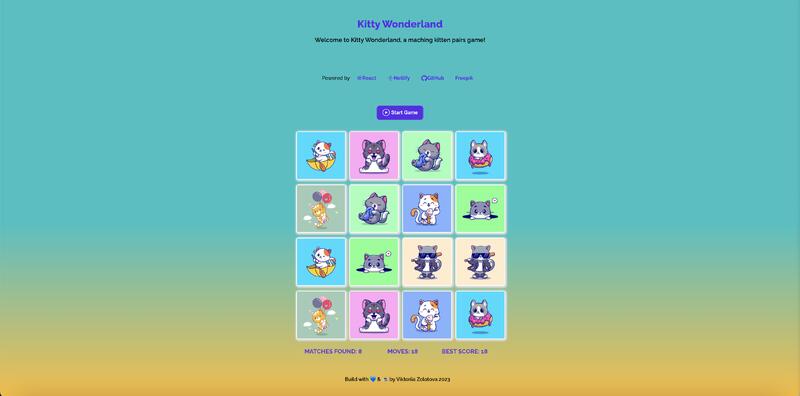 Kitty Wonderland
Welcome to Kitty Wonderland, a maching kitten pairs game!
Powered by React Netlify GitHub Freepik
Start Game
MATCHES FOUND: 8 MOVES: 18 BEST SCORE: 18
Build with 💙 & ☕ by Viktoriia Zolotova 2023